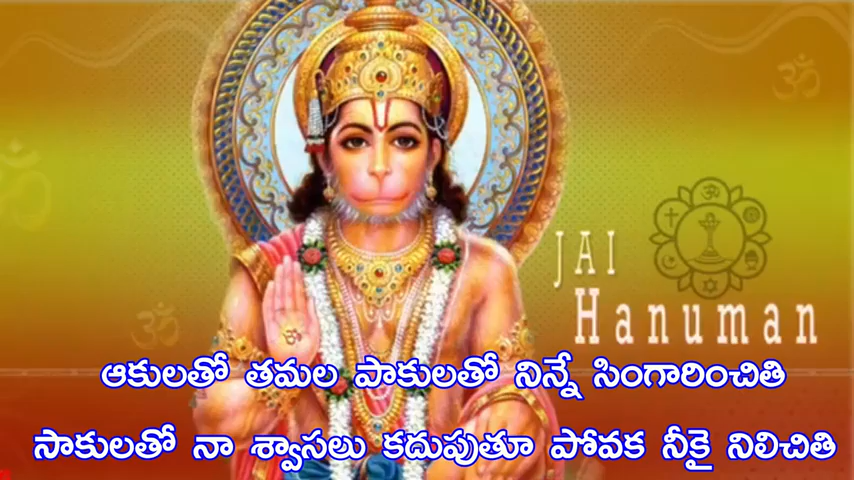 JAI
Hanuman
ఆకులతో తమల పాకులతో నిన్నే సింగారించితి
సాకులతో నా శ్వాసలు కదుపుతూ పోవక నీకై నిలిచితి